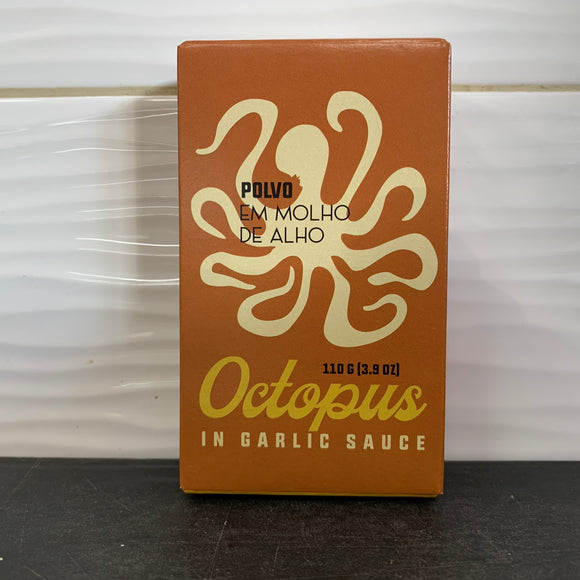 POLVO
EM MOLHO
DE ALHO
110 G (3.9 OZ)
Octopus
IN GARLIC SAUCE